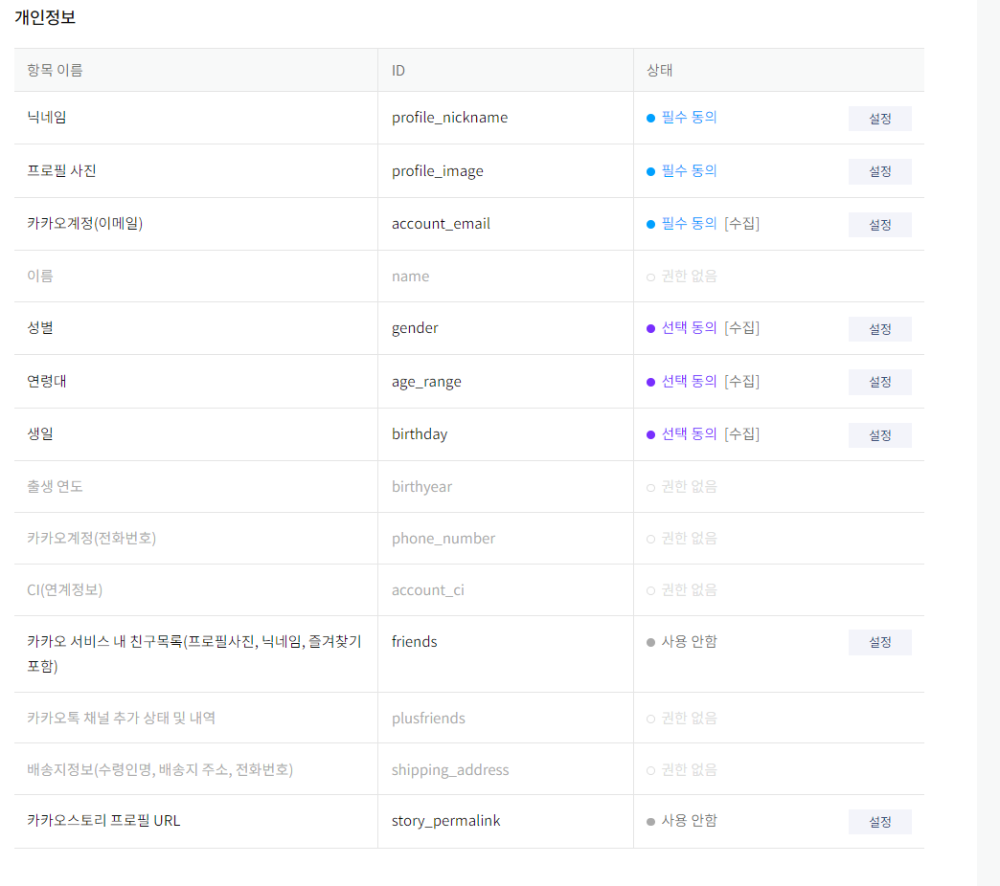 개인정보
항목 이름 ID 상태
닉네임 profile_nickname 필수 동의 설정
프로필 사진 profile_image 필수 동의 설정
카카오계정(이메일) account_email 필수 동의 [수집] 설정
이름 name 권한 없음
성별 gender 선택 동의 [수집] 설정
연령대 age_range 선택 동의 [수집] 설정
생일 birthday 선택 동의 [수집] 설정
출생 연도 birthyear 권한 없음
카카오계정(전화번호) phone_number 권한 없음
CI(연계정보) account_ci 권한 없음
카카오 서비스 내 친구목록(프로필사진, 닉네임, 즐겨찾기 friends 사용 안함 설정
포함)
카카오톡 채널 추가 상태 및 내역 plusfriends 권한 없음
배송지정보(수령인명, 배송지 주소, 전화번호) shipping_address 권한 없음
카카오스토리 프로필 URL story_permalink 사용 안함 설정